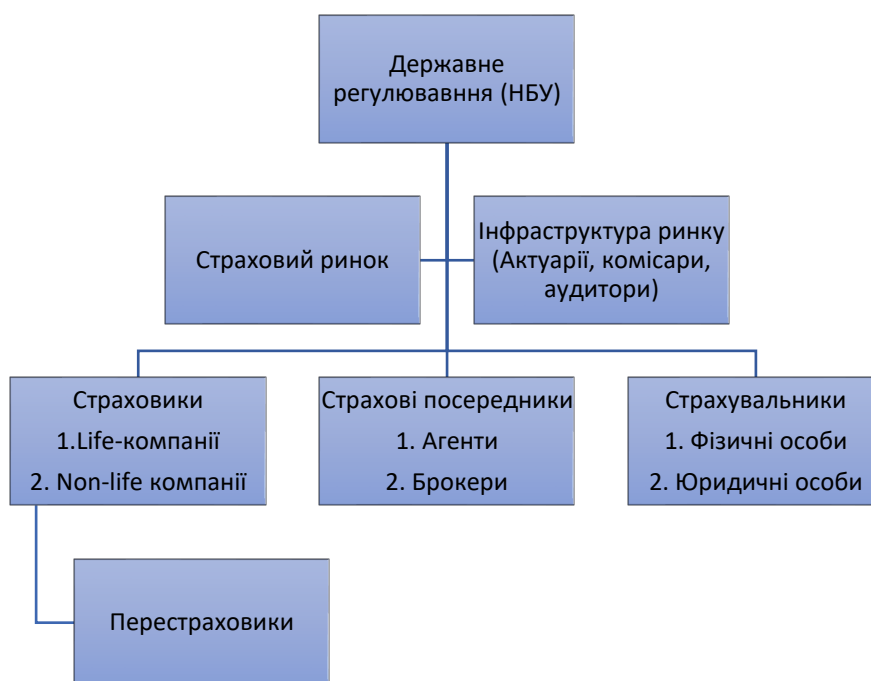 Державне
регулювавння (НБУ)
Страховий ринок
Інфраструктура ринку
(Актуарії, комісари,
аудитори)
Страховики
1.Life-компанії
2. Non-life компанії
Страхові посередники
1. Агенти
2. Брокери
Страхувальники
1. Фізичні особи
2. Юридичні особи
Перестраховики